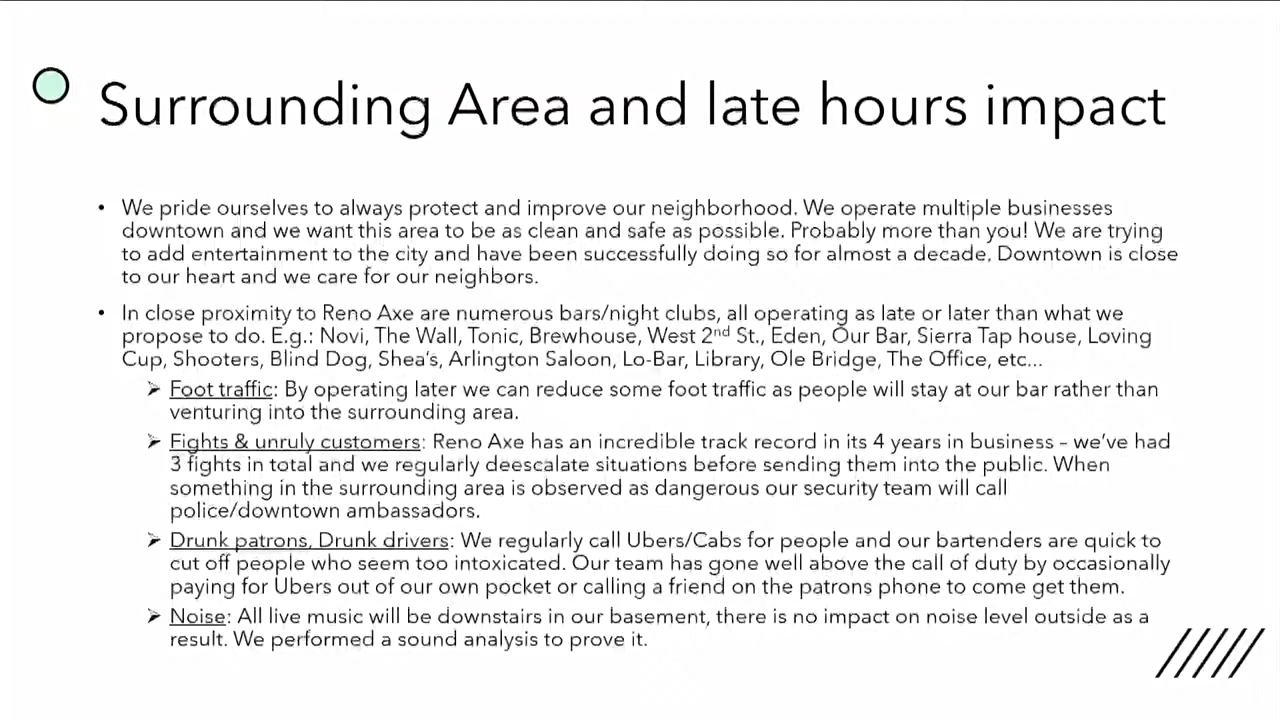 Surrounding Area and late hours impact
• We pride ourselves to always protect and improve our neighborhood. We operate multiple businesses
downtown and we want this area to be as clean and safe as possible. Probably more than you! We are trying
to add entertainment to the city and have been successfully doing so for almost a decade. Downtown is close
to our heart and we care for our neighbors.
• In close proximity to Reno Axe are numerous bars/night clubs, all operating as late or later than what we
propose to do. E.g.: Novi, The Wall, Tonic, Brewhouse, West 2nd St., Eden, Our Bar, Sierra Tap house, Loving
Cup, Shooters, Blind Dog, Shea's, Arlington Saloon, Lo-Bar, Library, Ole Bridge, The Office, etc...
➢ Foot traffic: By operating later we can reduce some foot traffic as people will stay at our bar rather than
venturing into the surrounding area.
➢ Fights & unruly customers: Reno Axe has an incredible track record in its 4 years in business – we've had
3 fights in total and we regularly deescalate situations before sending them into the public. When
something in the surrounding area is observed as dangerous our security team will call
police/downtown ambassadors.
➢ Drunk patrons, Drunk drivers: We regularly call Ubers/Cabs for people and our bartenders are quick to
cut off people who seem too intoxicated. Our team has gone well above the call of duty by occasionally
paying for Ubers out of our own pocket or calling a friend on the patrons phone to come get them.
➢ Noise: All live music will be downstairs in our basement, there is no impact on noise level outside as a
result. We performed a sound analysis to prove it.